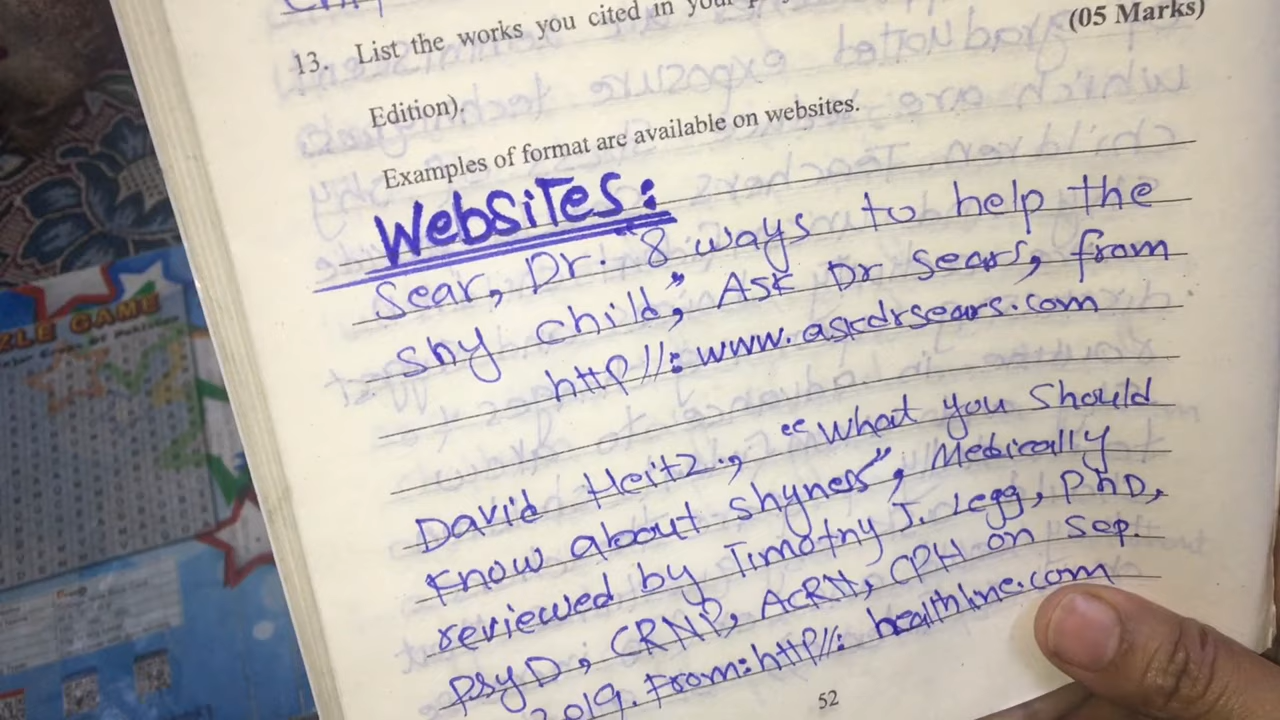 13. List the works you cited in your
(05 Marks)
Edition).
Examples of format are available on websites.
Websites:
Sear, Dr. "8 ways to help the
shy child", Ask Dr Sears, from
http//: www.askdrsears.com
David Heitz., "What you should
know about shyness", Medically
reviewed by Timothy J. Legg, PhD,
PsyD, CRNP, ACRN, CPH on Sep.
2019. From: http//: healthline.com
52
ZLE GAME